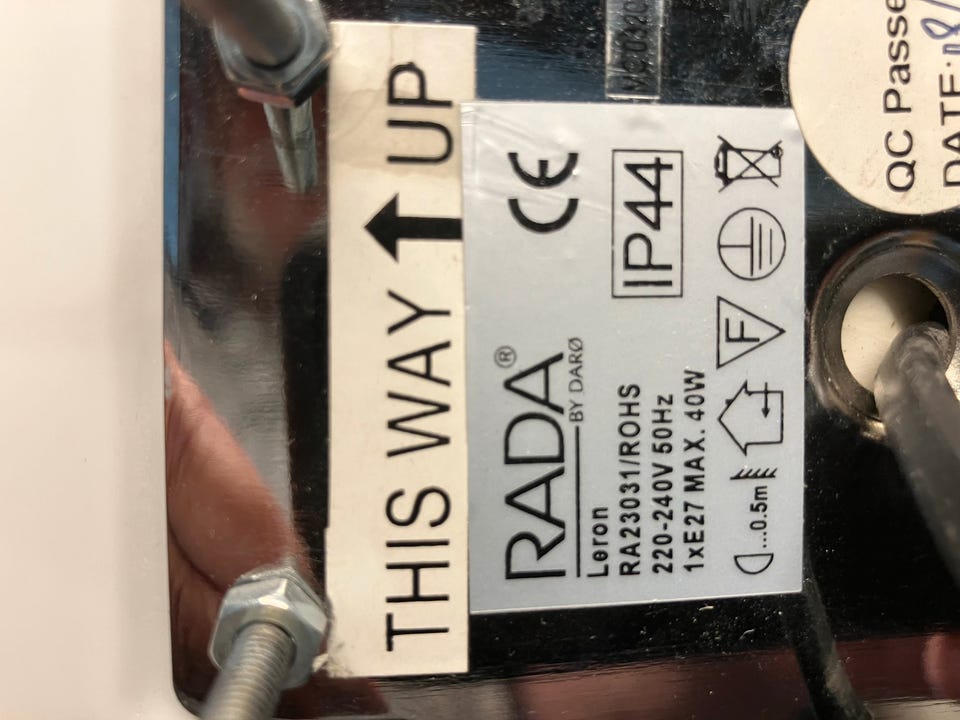 THIS WAY UP
RADA®
BY DARØ
Leron
RA23031/ROHS
220-240V 50Hz
1xE27 MAX. 40W
CE
IP44
...0.5m
F
QC Passe
DATE: